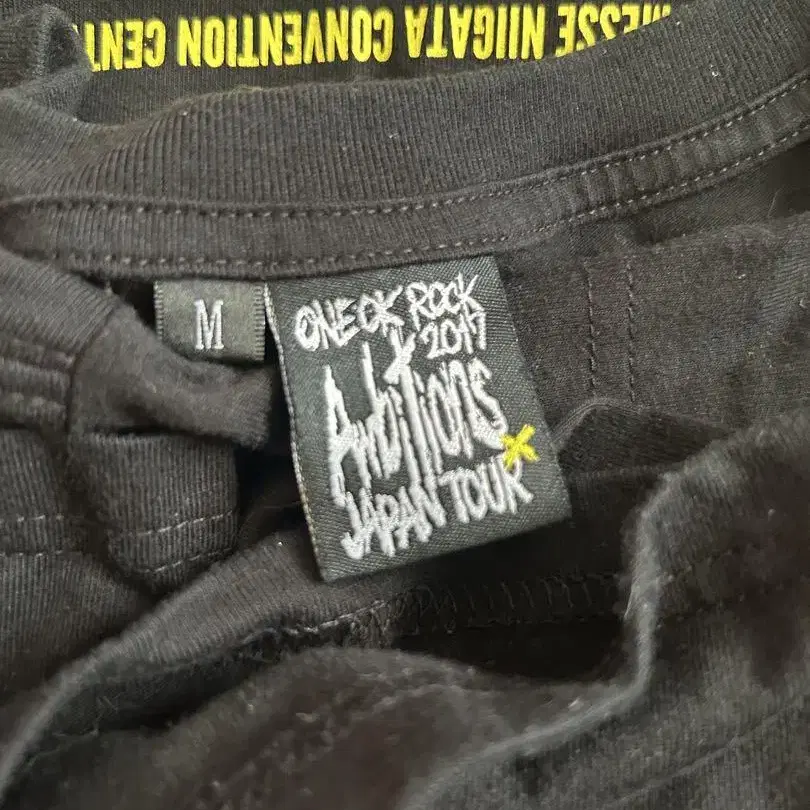 MESSE NIIGATA CONVENTION CENT
M
ONE OK ROCK
2017
Ambitions
JAPAN TOUR